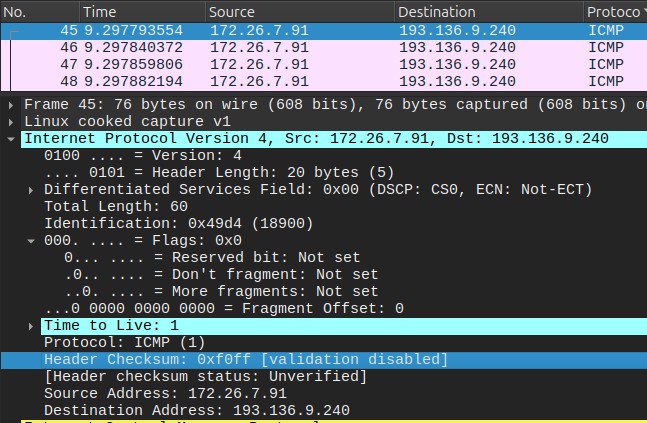 No. Time Source Destination Protoco
45 9.297793554 172.26.7.91 193.136.9.240 ICMP
46 9.297840372 172.26.7.91 193.136.9.240 ICMP
47 9.297859806 172.26.7.91 193.136.9.240 ICMP
48 9.297882194 172.26.7.91 193.136.9.240 ICMP
Frame 45: 76 bytes on wire (608 bits), 76 bytes captured (608 bits) o
Linux cooked capture v1
Internet Protocol Version 4, Src: 172.26.7.91, Dst: 193.136.9.240
0100 .... = Version: 4
.... 0101 = Header Length: 20 bytes (5)
Differentiated Services Field: 0x00 (DSCP: CS0, ECN: Not-ECT)
Total Length: 60
Identification: 0x49d4 (18900)
000. .... = Flags: 0x0
0... .... = Reserved bit: Not set
.0.. .... = Don't fragment: Not set
..0. .... = More fragments: Not set
...0 0000 0000 0000 = Fragment Offset: 0
Time to Live: 1
Protocol: ICMP (1)
Header Checksum: 0xf0ff [validation disabled]
[Header checksum status: Unverified]
Source Address: 172.26.7.91
Destination Address: 193.136.9.240